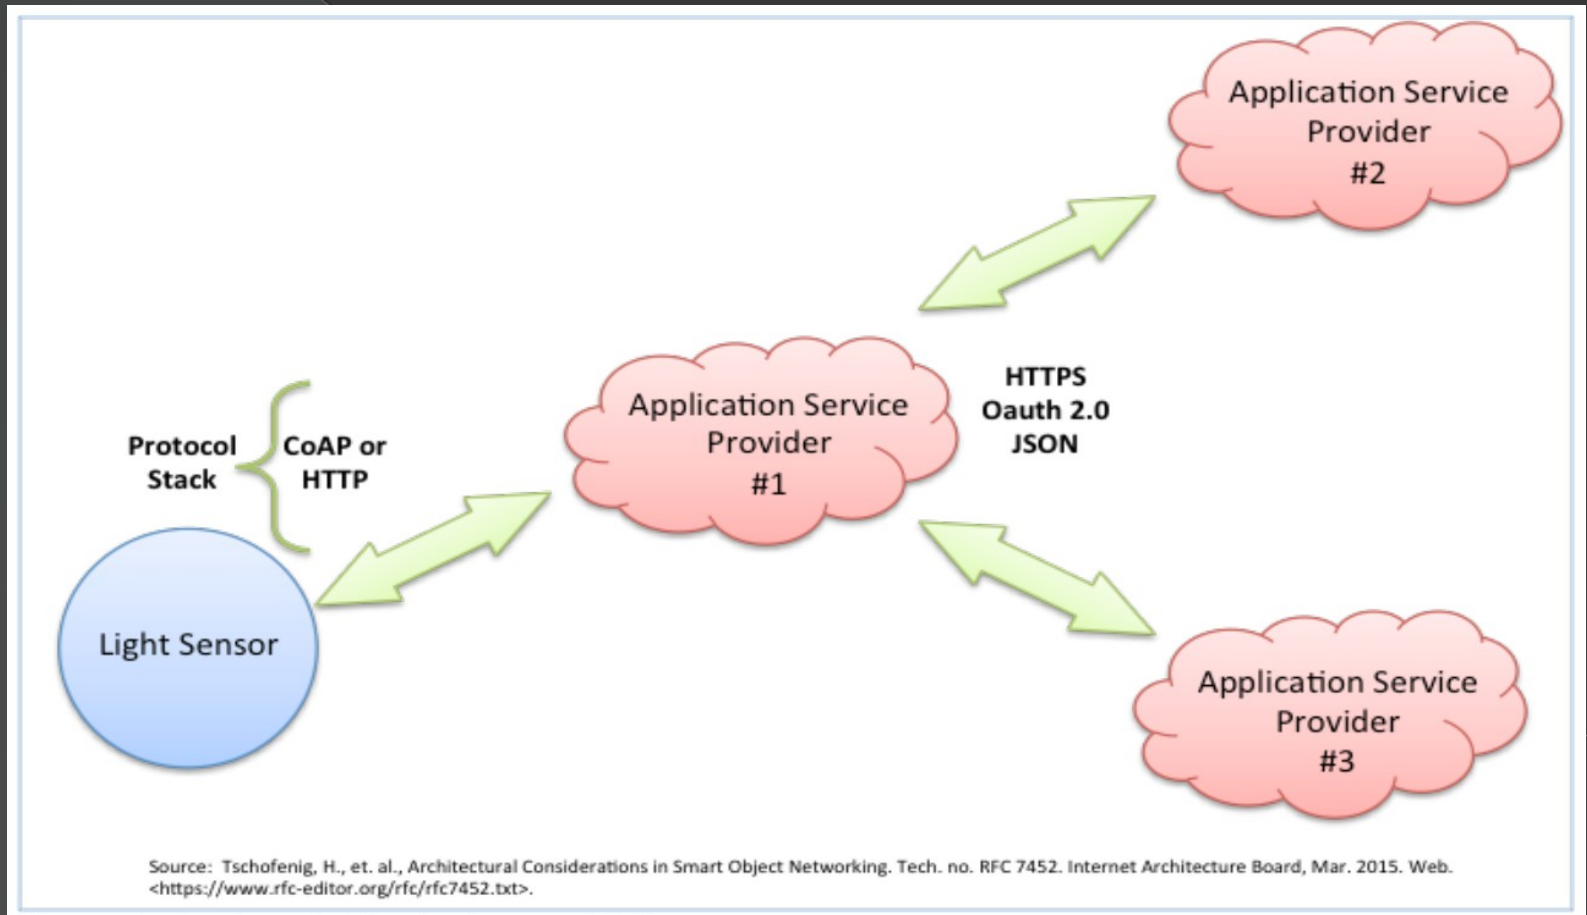 Application Service
Provider
#2
HTTPS
Oauth 2.0
JSON
Application Service
Provider
#1
Protocol
Stack
CoAP or
HTTP
Light Sensor
Application Service
Provider
#3
Source:  Tschofenig, H., et. al., Architectural Considerations in Smart Object Networking. Tech. no. RFC 7452. Internet Architecture Board, Mar. 2015. Web.
<https://www.rfc-editor.org/rfc/rfc7452.txt>.